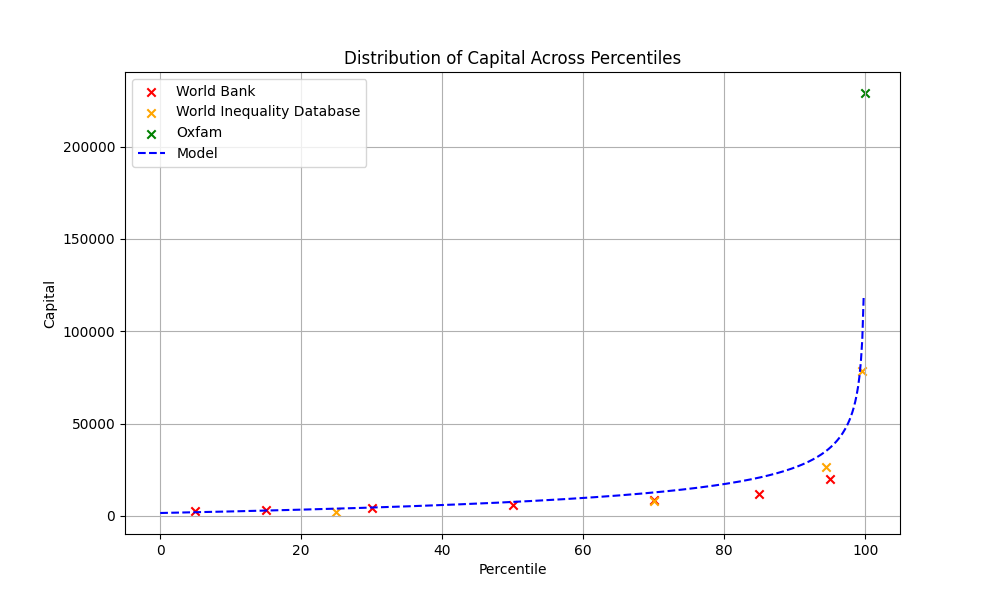 Distribution of Capital Across Percentiles
World Bank
World Inequality Database
Oxfam
Model
200000
150000
100000
50000
0
Capital
0 20 40 60 80 100
Percentile